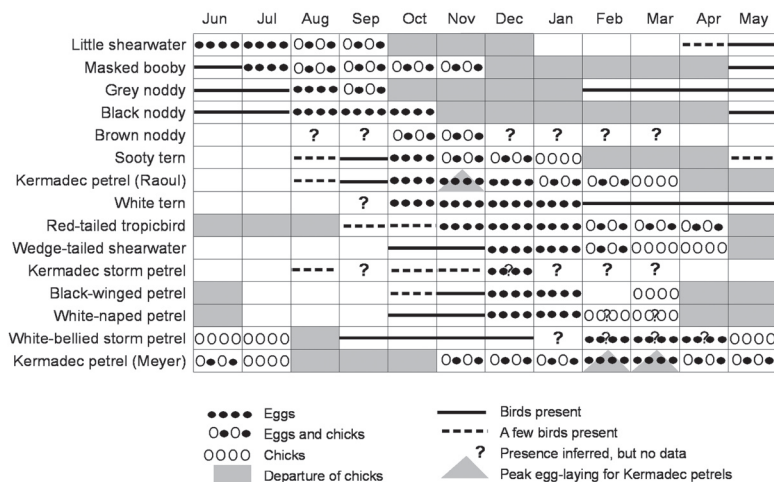 Jun Jul Aug Sep Oct Nov Dec Jan Feb Mar Apr May
Little shearwater
Masked booby
Grey noddy
Black noddy
Brown noddy ? ? ? ? ? ?
Sooty tern
Kermadec petrel (Raoul)
White tern ?
Red-tailed tropicbird
Wedge-tailed shearwater
Kermadec storm petrel ? ? ? ? ?
Black-winged petrel
White-naped petrel ? ?
White-bellied storm petrel ? ? ? ?
Kermadec petrel (Meyer)
Eggs
Eggs and chicks
Chicks
Departure of chicks
Birds present
A few birds present
? Presence inferred, but no data
Peak egg-laying for Kermadec petrels